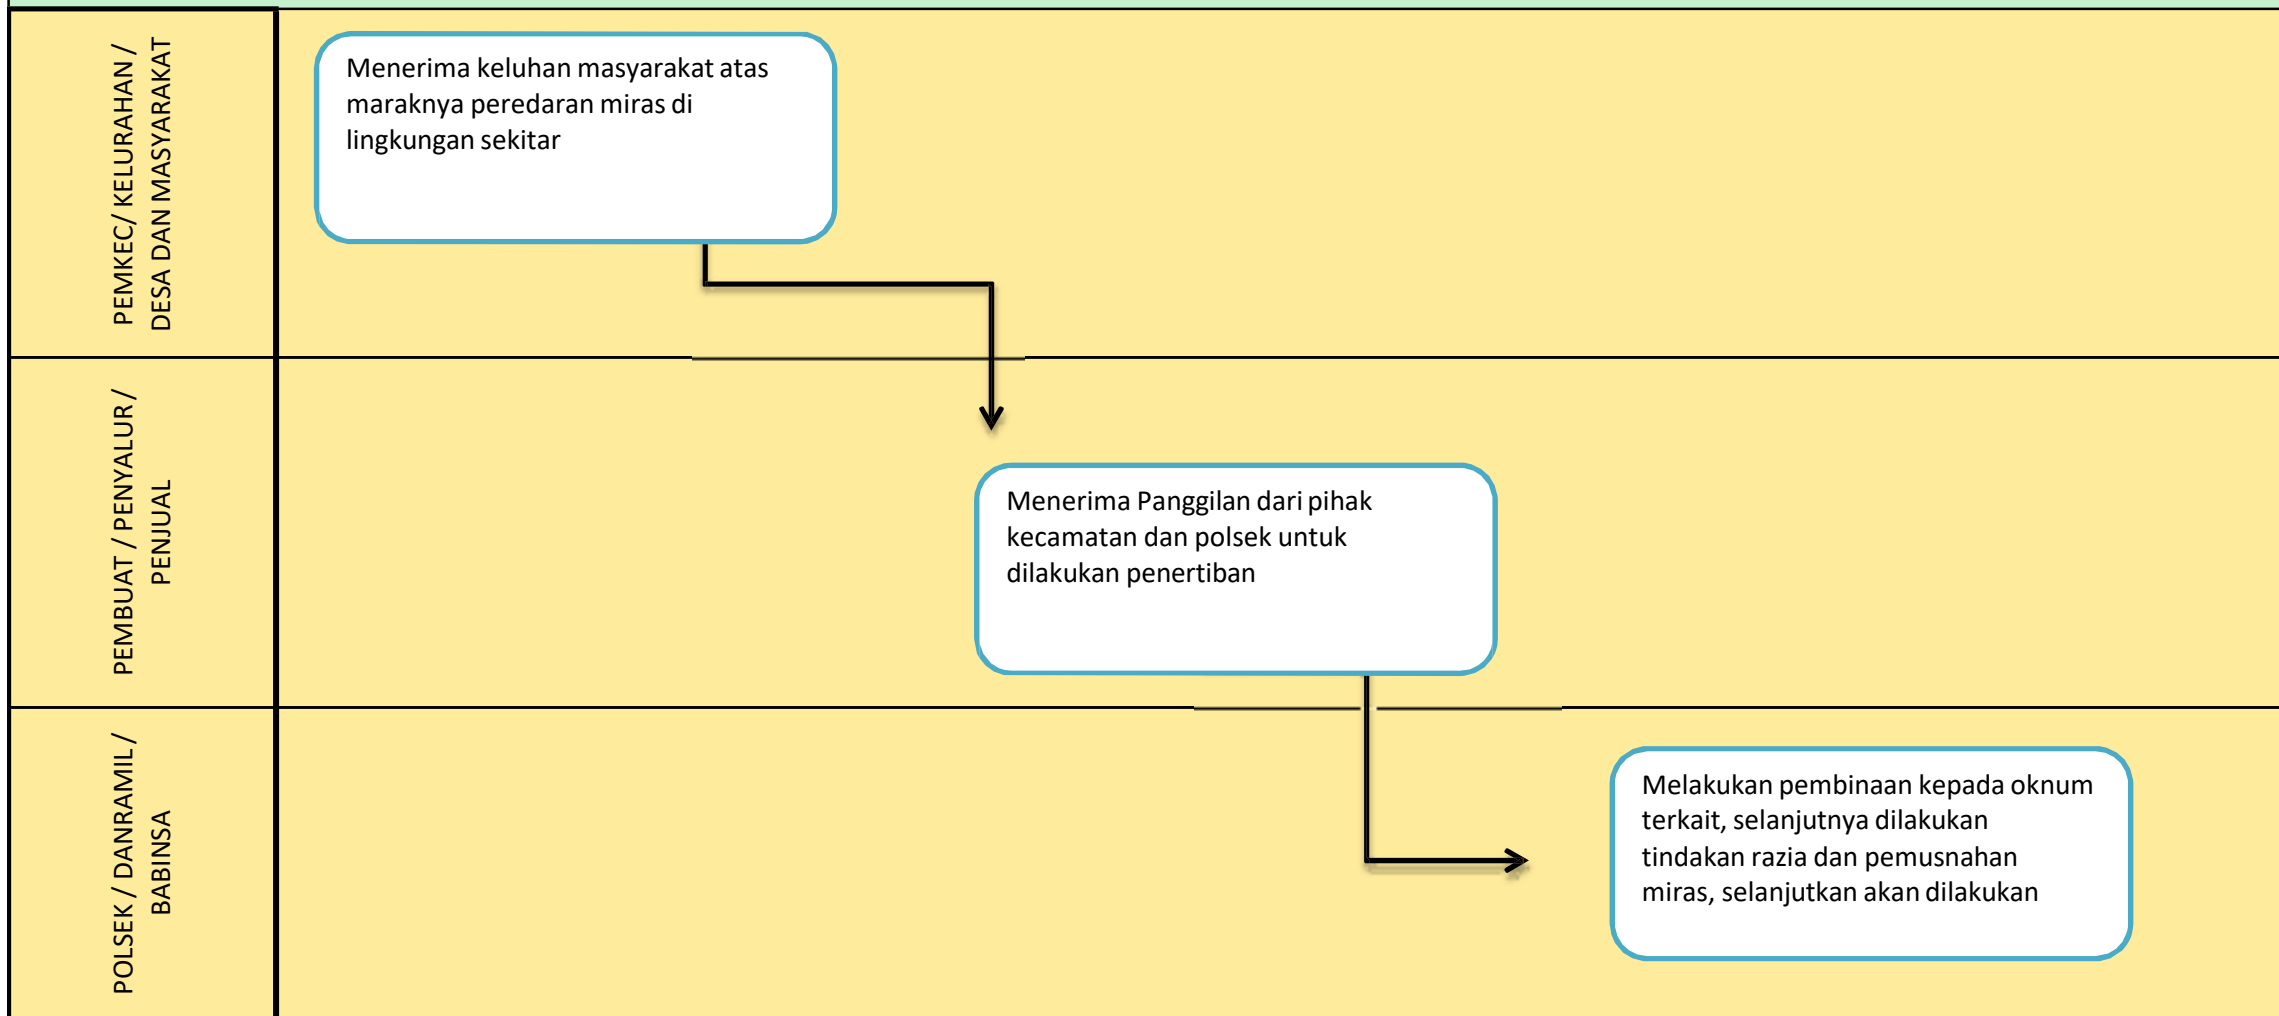 PEMKEC/ KELURAHAN /
DESA DAN MASYARAKAT
Menerima keluhan masyarakat atas
maraknya peredaran miras di
lingkungan sekitar
PEMBUAT / PENYALUR /
PENJUAL
Menerima Panggilan dari pihak
kecamatan dan polsek untuk
dilakukan penertiban
POLSEK / DANRAMIL /
BABINSA
Melakukan pembinaan kepada oknum
terkait, selanjutnya dilakukan
tindakan razia dan pemusnahan
miras, selanjutkan akan dilakukan